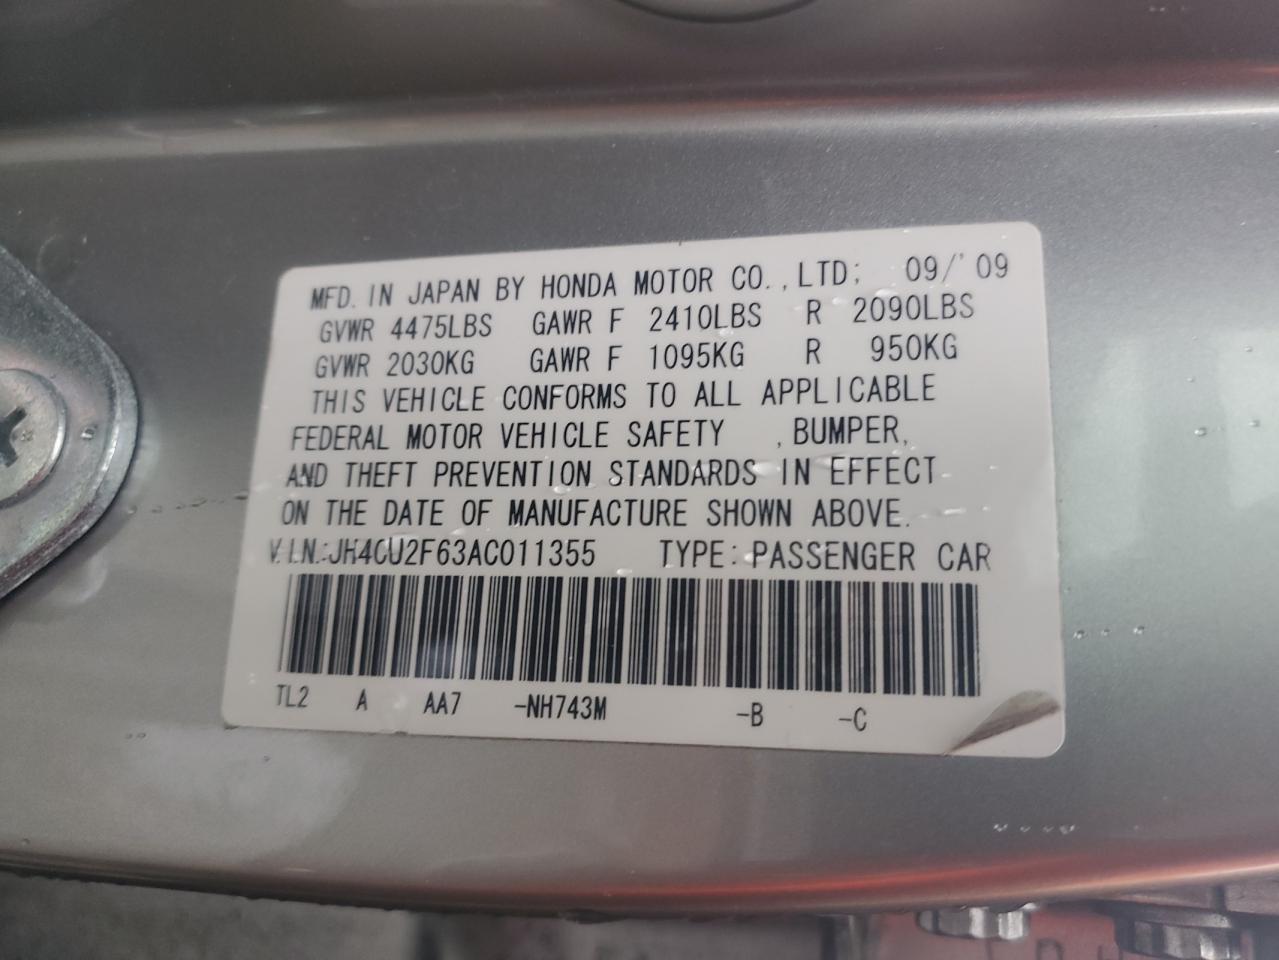 MFD. IN JAPAN BY HONDA MOTOR CO., LTD; 09/'09
GVWR 4475LBS GAWR F 2410LBS R 2090LBS
GVWR 2030KG GAWR F 1095KG R 950KG
THIS VEHICLE CONFORMS TO ALL APPLICABLE
FEDERAL MOTOR VEHICLE SAFETY , BUMPER,
AND THEFT PREVENTION STANDARDS IN EFFECT
ON THE DATE OF MANUFACTURE SHOWN ABOVE.
V.I.N.:JH4CU2F63AC011355 TYPE: PASSENGER CAR
TL2 A AA7 -NH743M -B -C